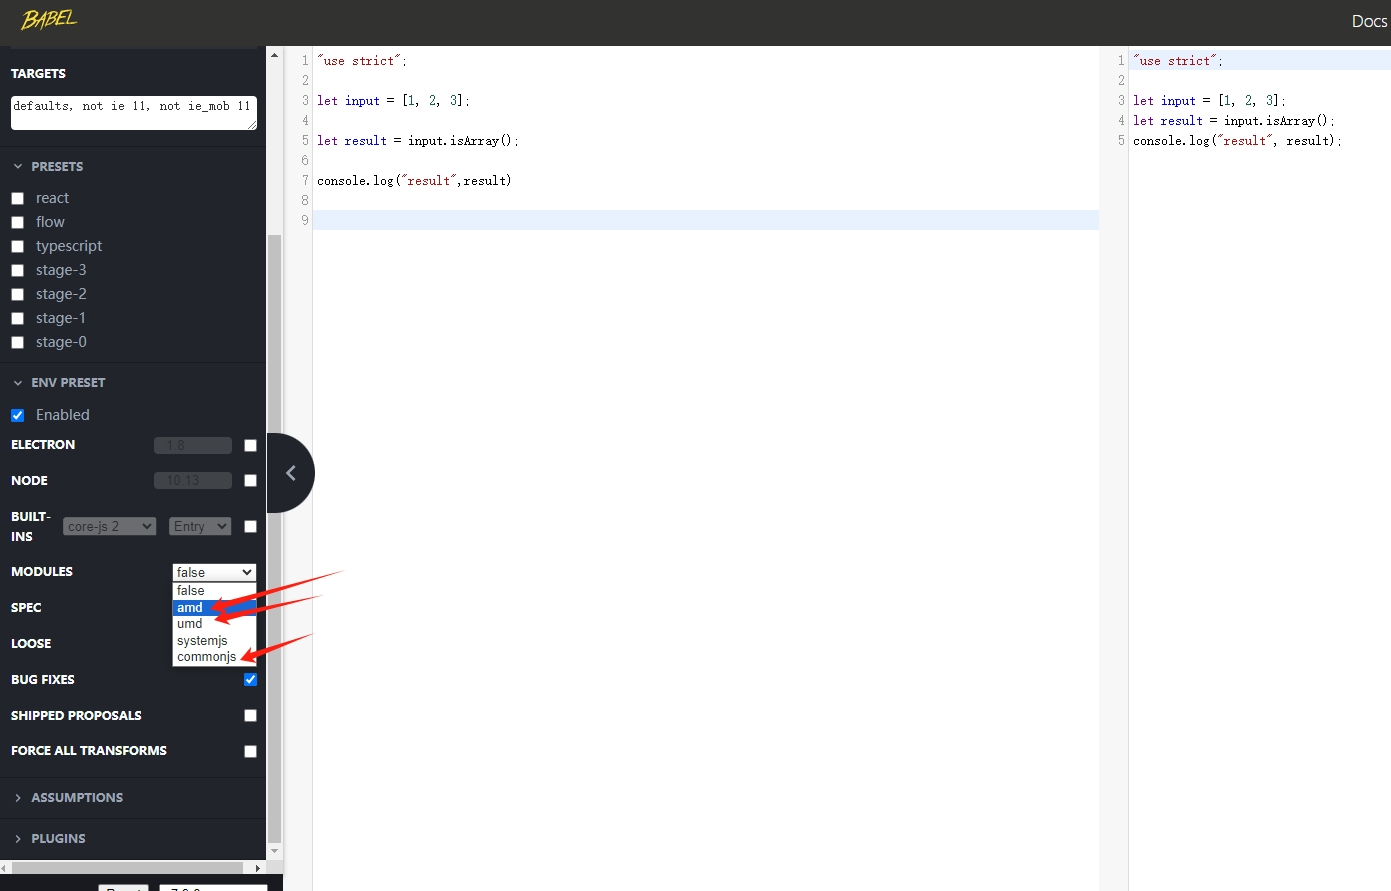 BABEL
Docs
TARGETS
defaults, not ie 11, not ie_mob 11
PRESETS
react
flow
typescript
stage-3
stage-2
stage-1
stage-0
ENV PRESET
Enabled
ELECTRON 1.8
NODE 10.13
BUILT-
INS core-js 2 Entry
MODULES false
false
SPEC amd
umd
systemjs
LOOSE
commonjs
BUG FIXES
SHIPPED PROPOSALS
FORCE ALL TRANSFORMS
ASSUMPTIONS
PLUGINS
1 "use strict";
2
3 let input = [1, 2, 3];
4
5 let result = input.isArray();
6
7 console.log("result",result)
8
9
1 "use strict";
2
3 let input = [1, 2, 3];
4 let result = input.isArray();
5 console.log("result", result);